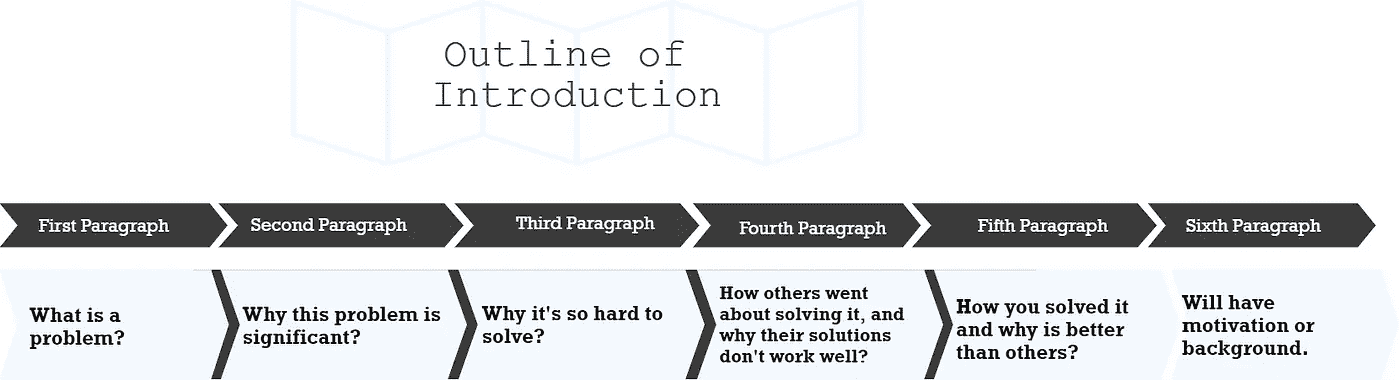 Outline of
Introduction
First Paragraph
Second Paragraph
Third Paragraph
Fourth Paragraph
Fifth Paragraph
Sixth Paragraph
What is a
problem?
Why this problem is
significant?
Why it's so hard to
solve?
How others went
about solving it, and
why their solutions
don't work well?
How you solved it
and why is better
than others?
Will have
motivation or
background.